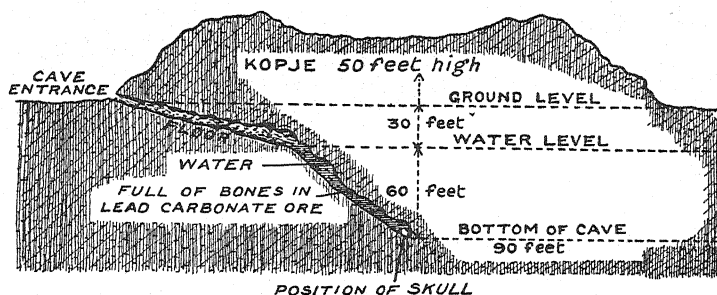 KOPJE 50 feet high
CAVE
ENTRANCE
GROUND LEVEL
30 feet
FLOOR
WATER LEVEL
WATER
60 feet
FULL OF BONES IN
LEAD CARBONATE ORE
BOTTOM OF CAVE
90 feet
POSITION OF SKULL